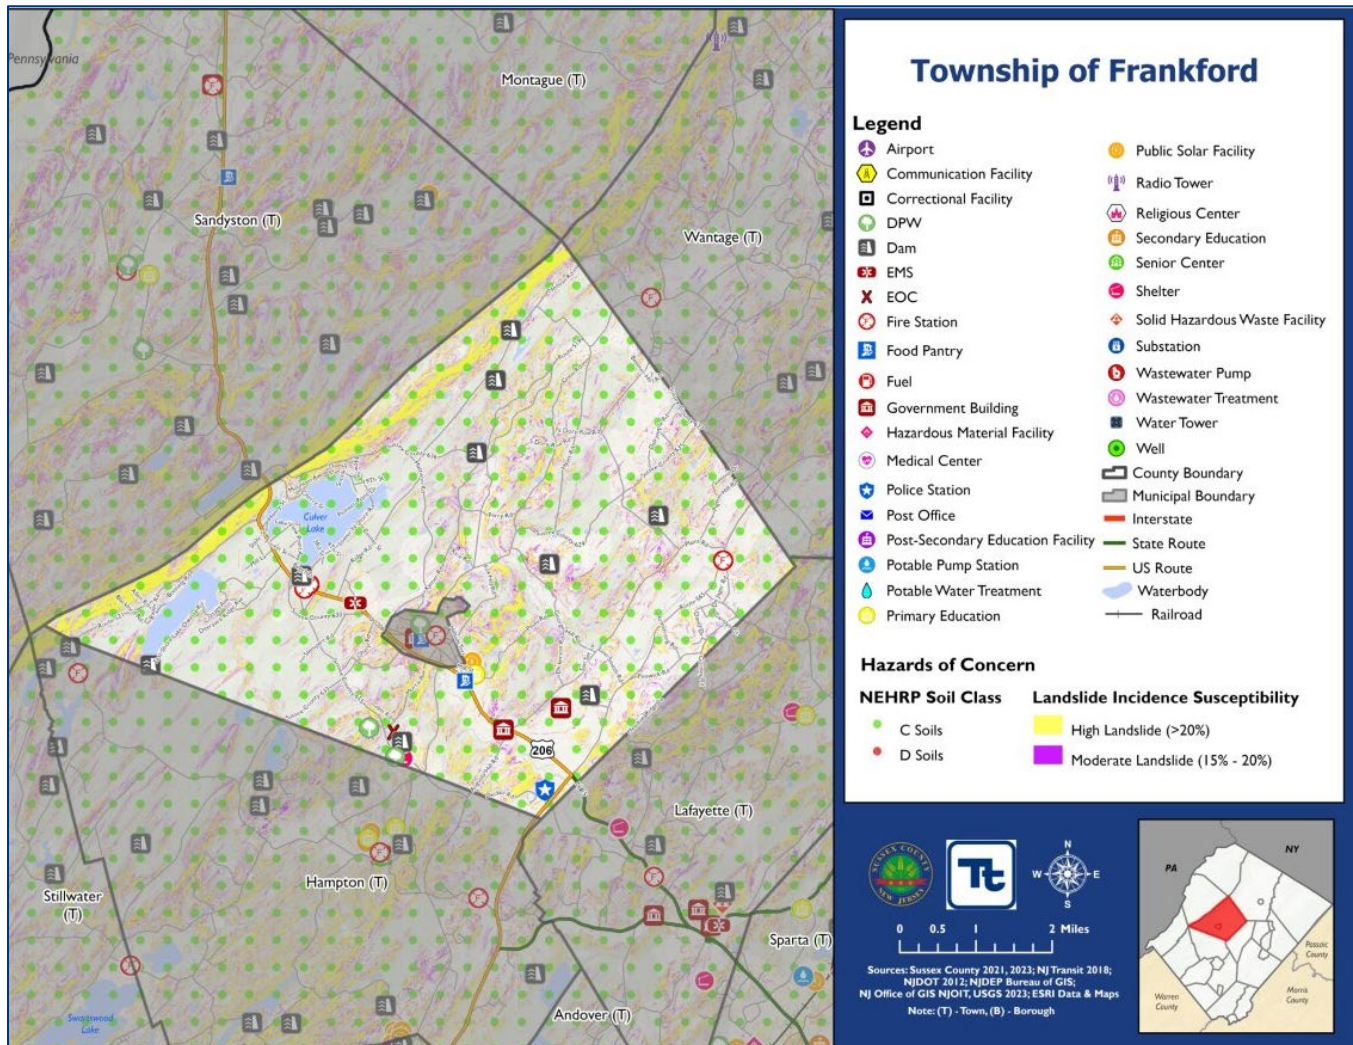 Pennsylvania
Montague (T)
Sandyston (T)
Wantage (T)
Culver
Lake
206
Lafayette (T)
Hampton (T)
Stillwater
(T)
Sparta (T)
Andover (T)
Swartswood
Lake
Township of Frankford
Legend
Airport
Communication Facility
Correctional Facility
DPW
Dam
EMS
EOC
Fire Station
Food Pantry
Fuel
Government Building
Hazardous Material Facility
Medical Center
Police Station
Post Office
Post-Secondary Education Facility
Potable Pump Station
Potable Water Treatment
Primary Education
Public Solar Facility
Radio Tower
Religious Center
Secondary Education
Senior Center
Shelter
Solid Hazardous Waste Facility
Substation
Wastewater Pump
Wastewater Treatment
Water Tower
Well
County Boundary
Municipal Boundary
Interstate
State Route
US Route
Waterbody
Railroad
Hazards of Concern
NEHRP Soil Class
C Soils
D Soils
Landslide Incidence Susceptibility
High Landslide (>20%)
Moderate Landslide (15% - 20%)
SUSSEX COUNTY
NEW JERSEY
Tt
N
W
E
S
0 0.5 1 2 Miles
Sources: Sussex County 2021, 2023; NJ Transit 2018;
NJDOT 2012; NJDEP Bureau of GIS;
NJ Office of GIS NJOIT, USGS 2023; ESRI Data & Maps
Note: (T) - Town, (B) - Borough
PA
NY
Passaic
County
Morris
County
Warren
County